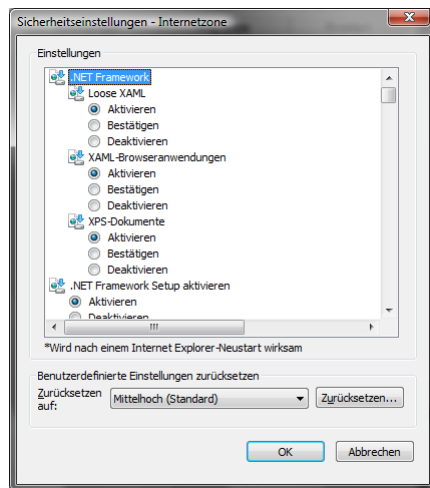 Sicherheitseinstellungen - Internetzone
Einstellungen
.NET Framework
Loose XAML
Aktivieren
Bestätigen
Deaktivieren
XAML-Browseranwendungen
Aktivieren
Bestätigen
Deaktivieren
XPS-Dokumente
Aktivieren
Bestätigen
Deaktivieren
.NET Framework Setup aktivieren
Aktivieren
Deaktivieren
*Wird nach einem Internet Explorer-Neustart wirksam
Benutzerdefinierte Einstellungen zurücksetzen
Zurücksetzen
auf:
Mittelhoch (Standard)
Zurücksetzen...
OK
Abbrechen